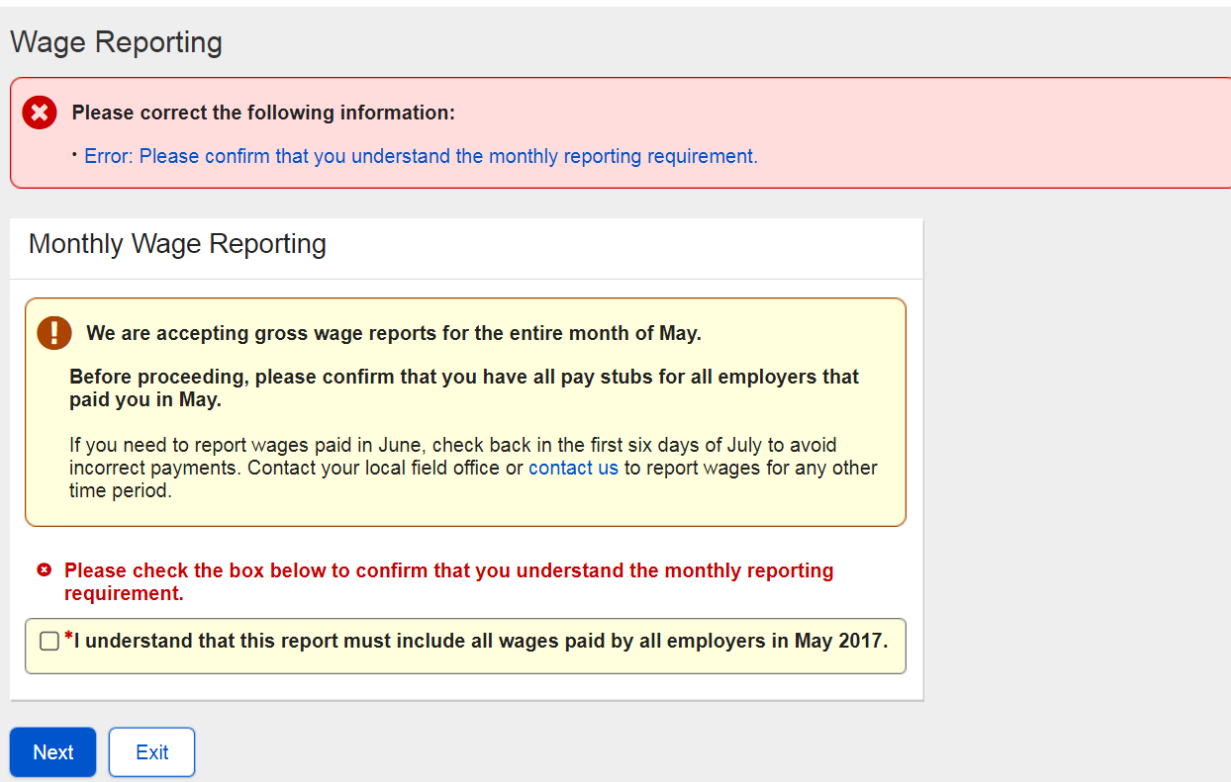 Wage Reporting
Please correct the following information:
• Error: Please confirm that you understand the monthly reporting requirement.
Monthly Wage Reporting
We are accepting gross wage reports for the entire month of May.
Before proceeding, please confirm that you have all pay stubs for all employers that
paid you in May.
If you need to report wages paid in June, check back in the first six days of July to avoid
incorrect payments. Contact your local field office or contact us to report wages for any other
time period.
Please check the box below to confirm that you understand the monthly reporting
requirement.
*I understand that this report must include all wages paid by all employers in May 2017.
Next Exit